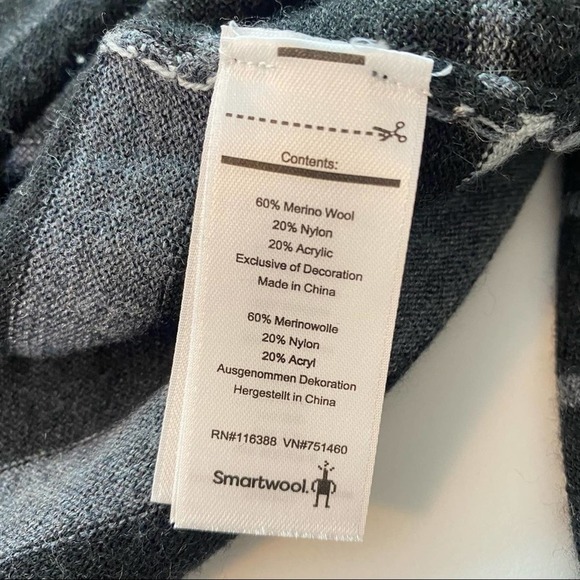 Contents:
60% Merino Wool
20% Nylon
20% Acrylic
Exclusive of Decoration
Made in China
60% Merinowolle
20% Nylon
20% Acryl
Ausgenommen Dekoration
Hergestellt in China
RN#116388 VN#751460
Smartwool.